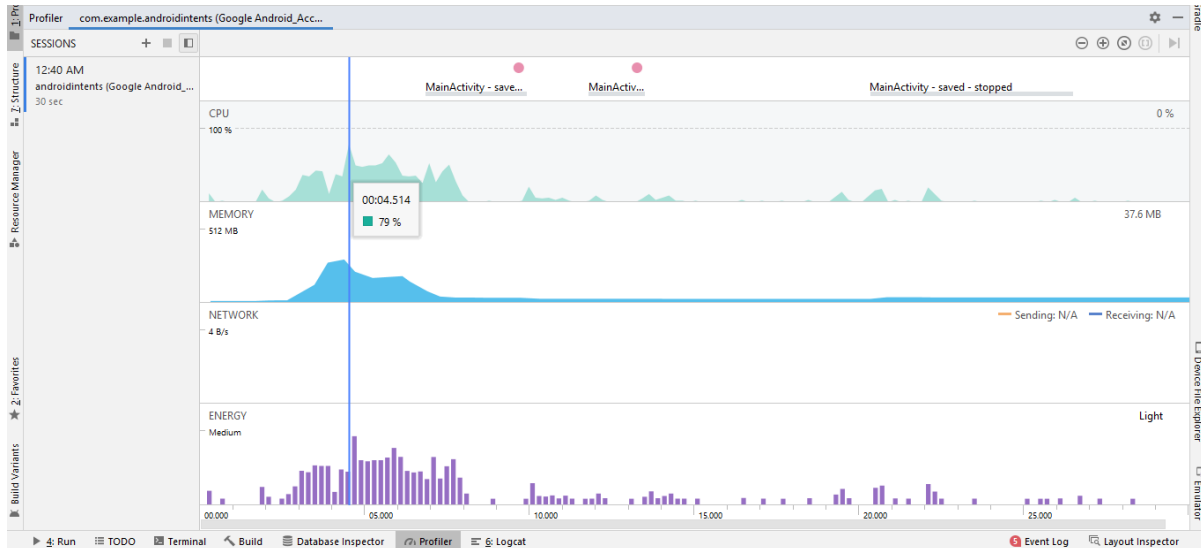 1: Pr
Profiler com.example.androidintents (Google Android_Acc...
SESSIONS
12:40 AM
androidintents (Google Android_...
30 sec
MainActivity - save...
MainActiv...
MainActivity - saved - stopped
CPU
0 %
100 %
00:04.514
79 %
MEMORY
37.6 MB
512 MB
NETWORK
Sending: N/A
Receiving: N/A
4 B/s
ENERGY
Light
Medium
00.000
05.000
10.000
15.000
20.000
25.000
7: Structure
Resource Manager
2: Favorites
Build Variants
Device File Explorer
Emulator
4: Run
TODO
Terminal
Build
Database Inspector
Profiler
6: Logcat
5
Event Log
Layout Inspector